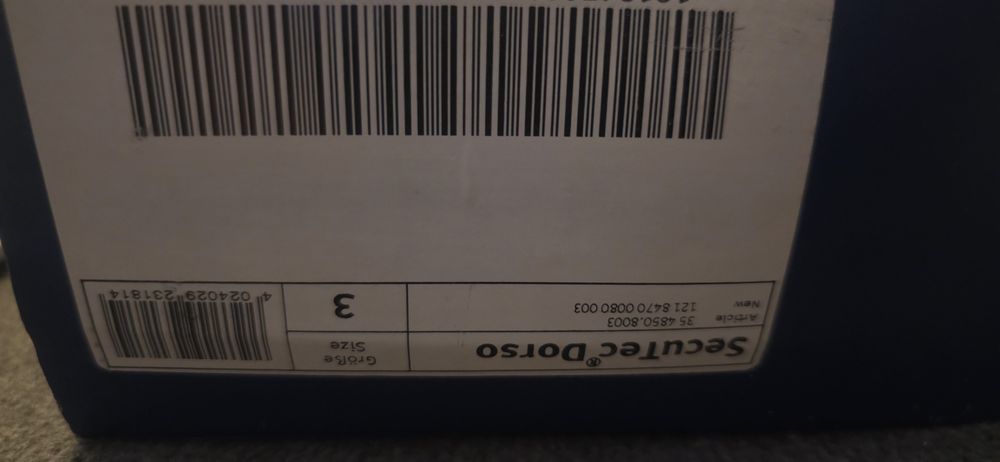 SecuTec® Dorso
Article 35 4850.8003
New 121 8470 0080 003
Größe
Size
3
4 024029 231814